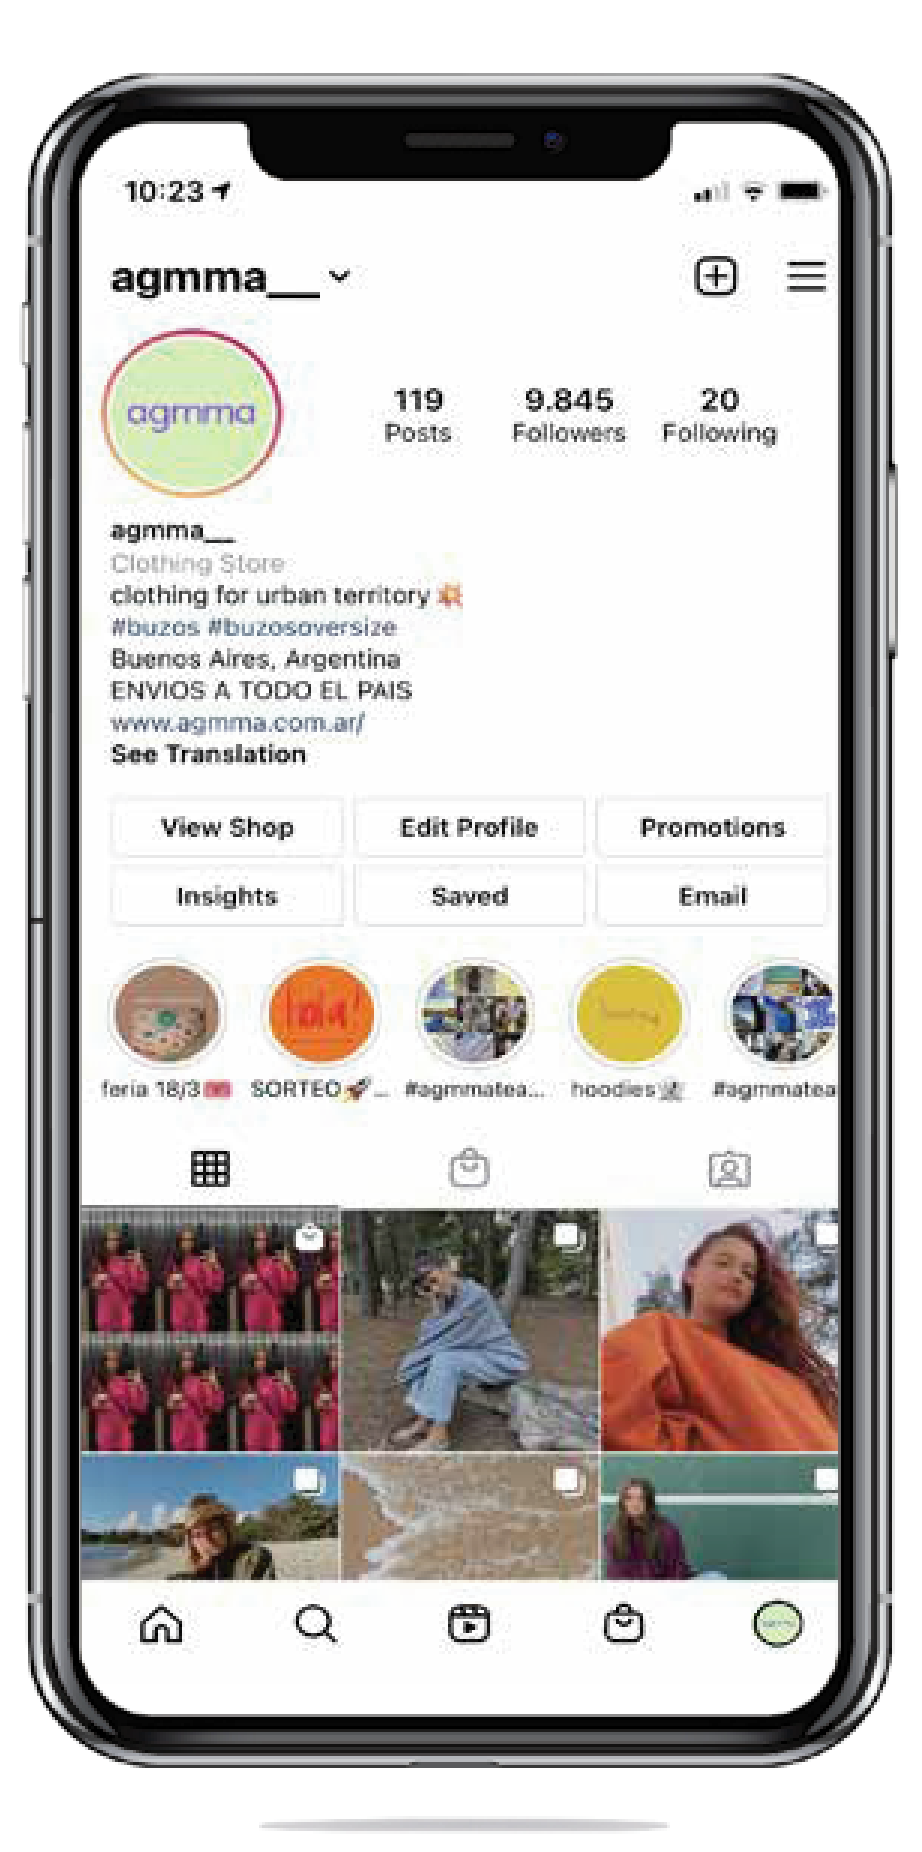 10:23
agmma__
agmma
119 9.845 20
Posts Followers Following
agmma__
Clothing Store
clothing for urban territory
#buzos #buzosoversize
Buenos Aires, Argentina
ENVIOS A TODO EL PAIS
www.agmma.com.ar/
See Translation
View Shop Edit Profile Promotions
Insights Saved Email
hola!
feria 18/3 SORTEO ... #agmmatea... hoodies #agmmatea